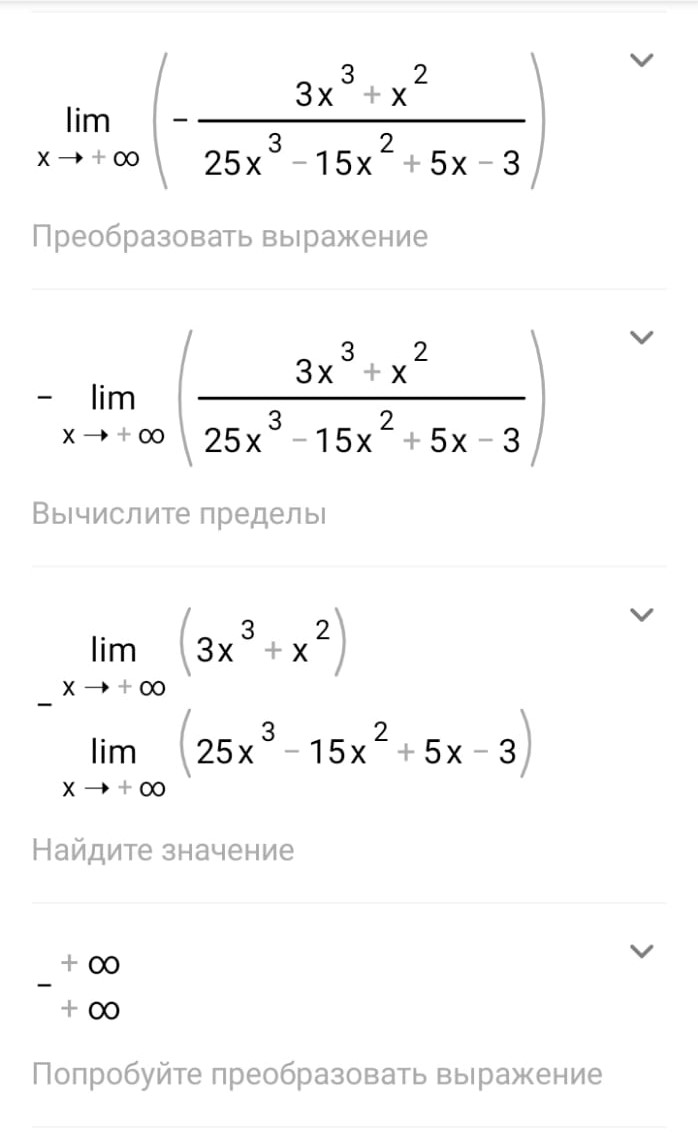 lim x → + ∞ ( - (3x³ + x²) / (25x³ - 15x² + 5x - 3) )
Преобразовать выражение
- lim x → + ∞ ( (3x³ + x²) / (25x³ - 15x² + 5x - 3) )
Вычислите пределы
- lim x → + ∞ (3x³ + x²)
lim x → + ∞ (25x³ - 15x² + 5x - 3)
Найдите значение
- + ∞
+ ∞
Попробуйте преобразовать выражение